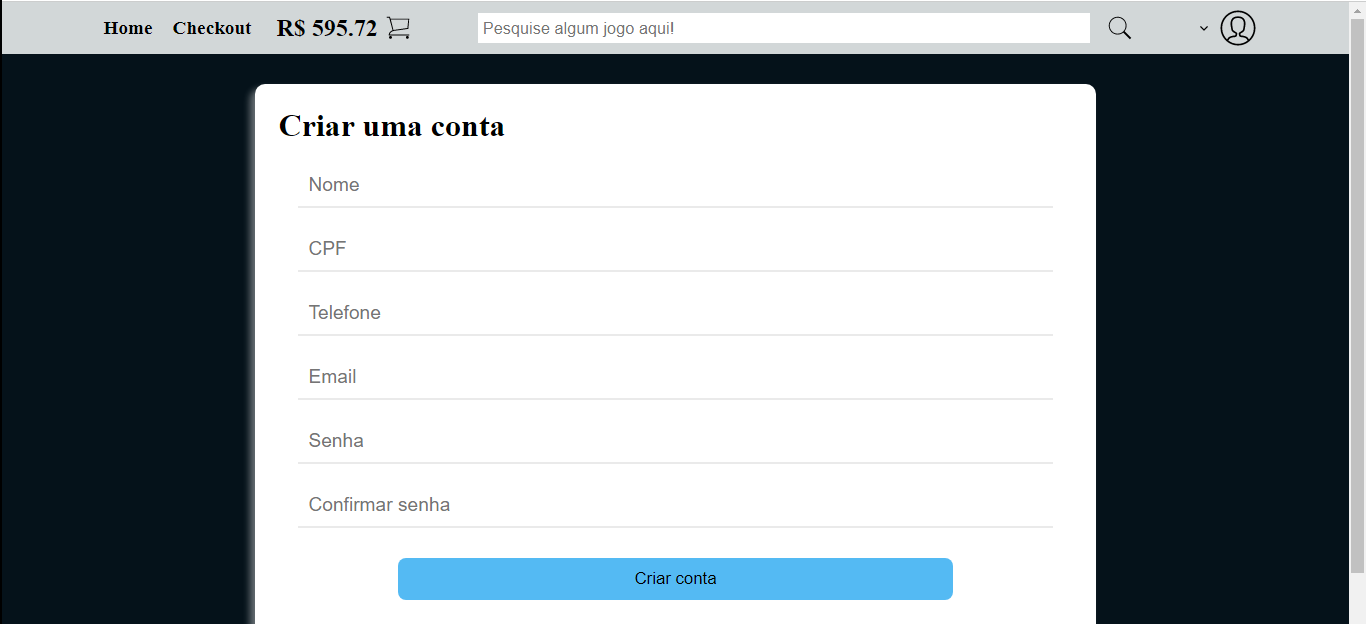 Home Checkout R$ 595.72 Pesquise algum jogo aqui!
Criar uma conta
Nome
CPF
Telefone
Email
Senha
Confirmar senha
Criar conta